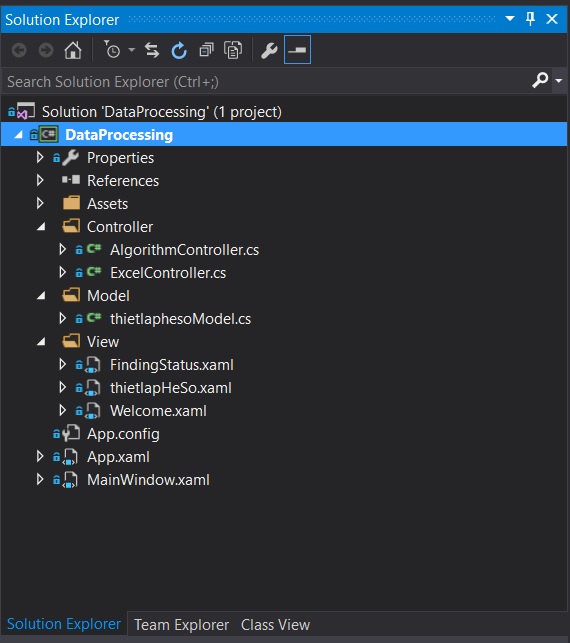 Solution Explorer
Search Solution Explorer (Ctrl+;)
Solution 'DataProcessing' (1 project)
C# DataProcessing
Properties
References
Assets
Controller
C# AlgorithmController.cs
C# ExcelController.cs
Model
C# thietlaphesoModel.cs
View
FindingStatus.xaml
thietlapHeSo.xaml
Welcome.xaml
App.config
App.xaml
MainWindow.xaml
Solution Explorer Team Explorer Class View